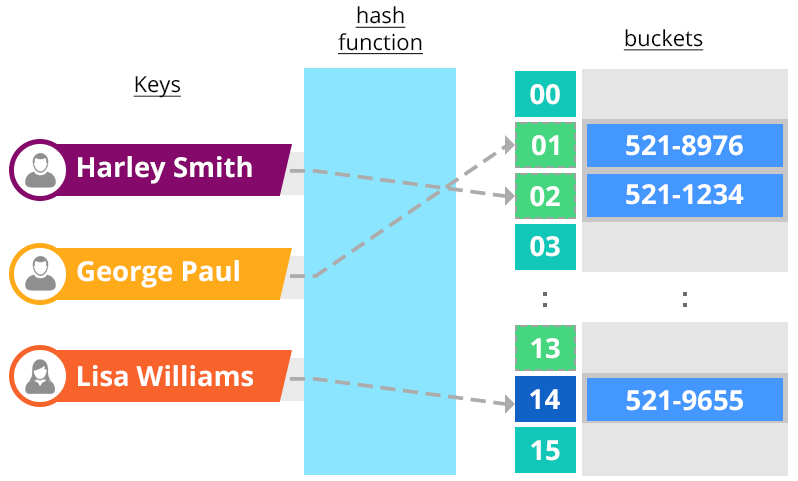 Keys
hash
function
buckets
Harley Smith
George Paul
Lisa Williams
00
01 521-8976
02 521-1234
03
: :
13
14 521-9655
15